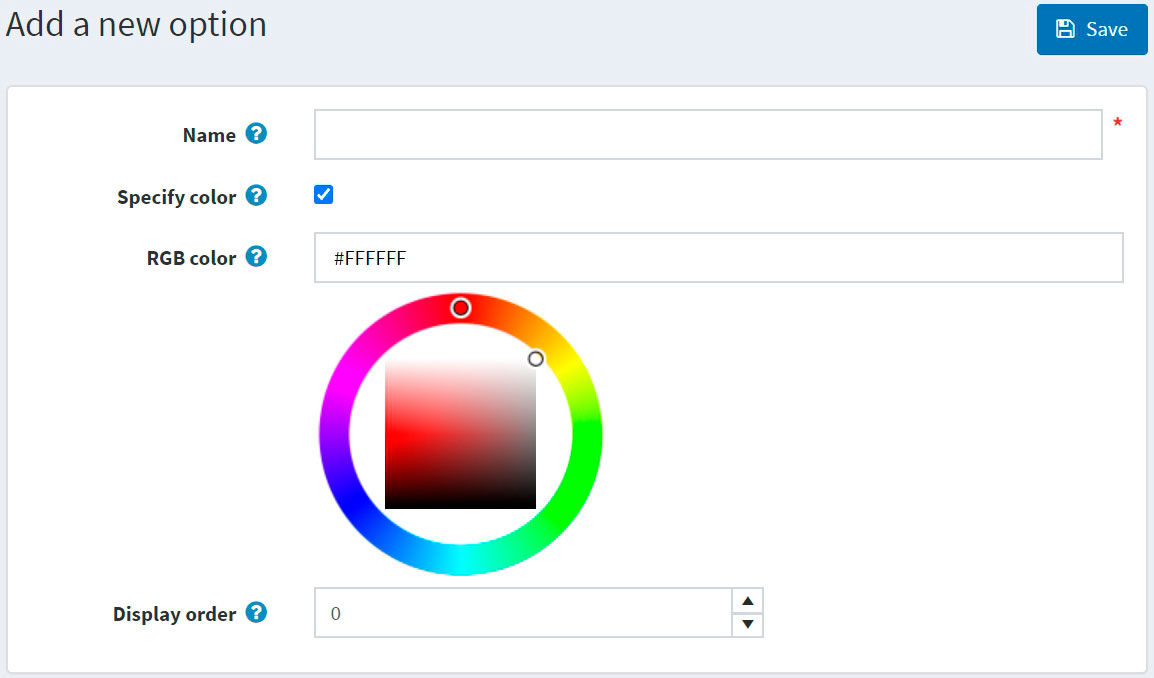 Add a new option
Save
Name ? *
Specify color ?
RGB color ? #FFFFFF
Display order ? 0